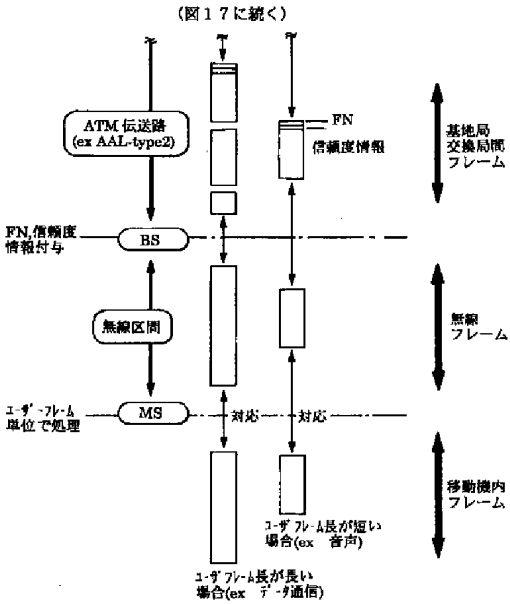 (図17に続く)
ATM 伝送路
(ex AAL-type2)
FN
信頼度情報
基地局
交換局間
フレーム
FN,信頼度
情報付与
BS
無線区間
無線
フレーム
ユーザーフレーム
単位で処理
MS
対応
対応
移動機内
フレーム
ユーザフレーム長が短い
場合(ex 音声)
ユーザフレーム長が長い
場合(ex データ通信)